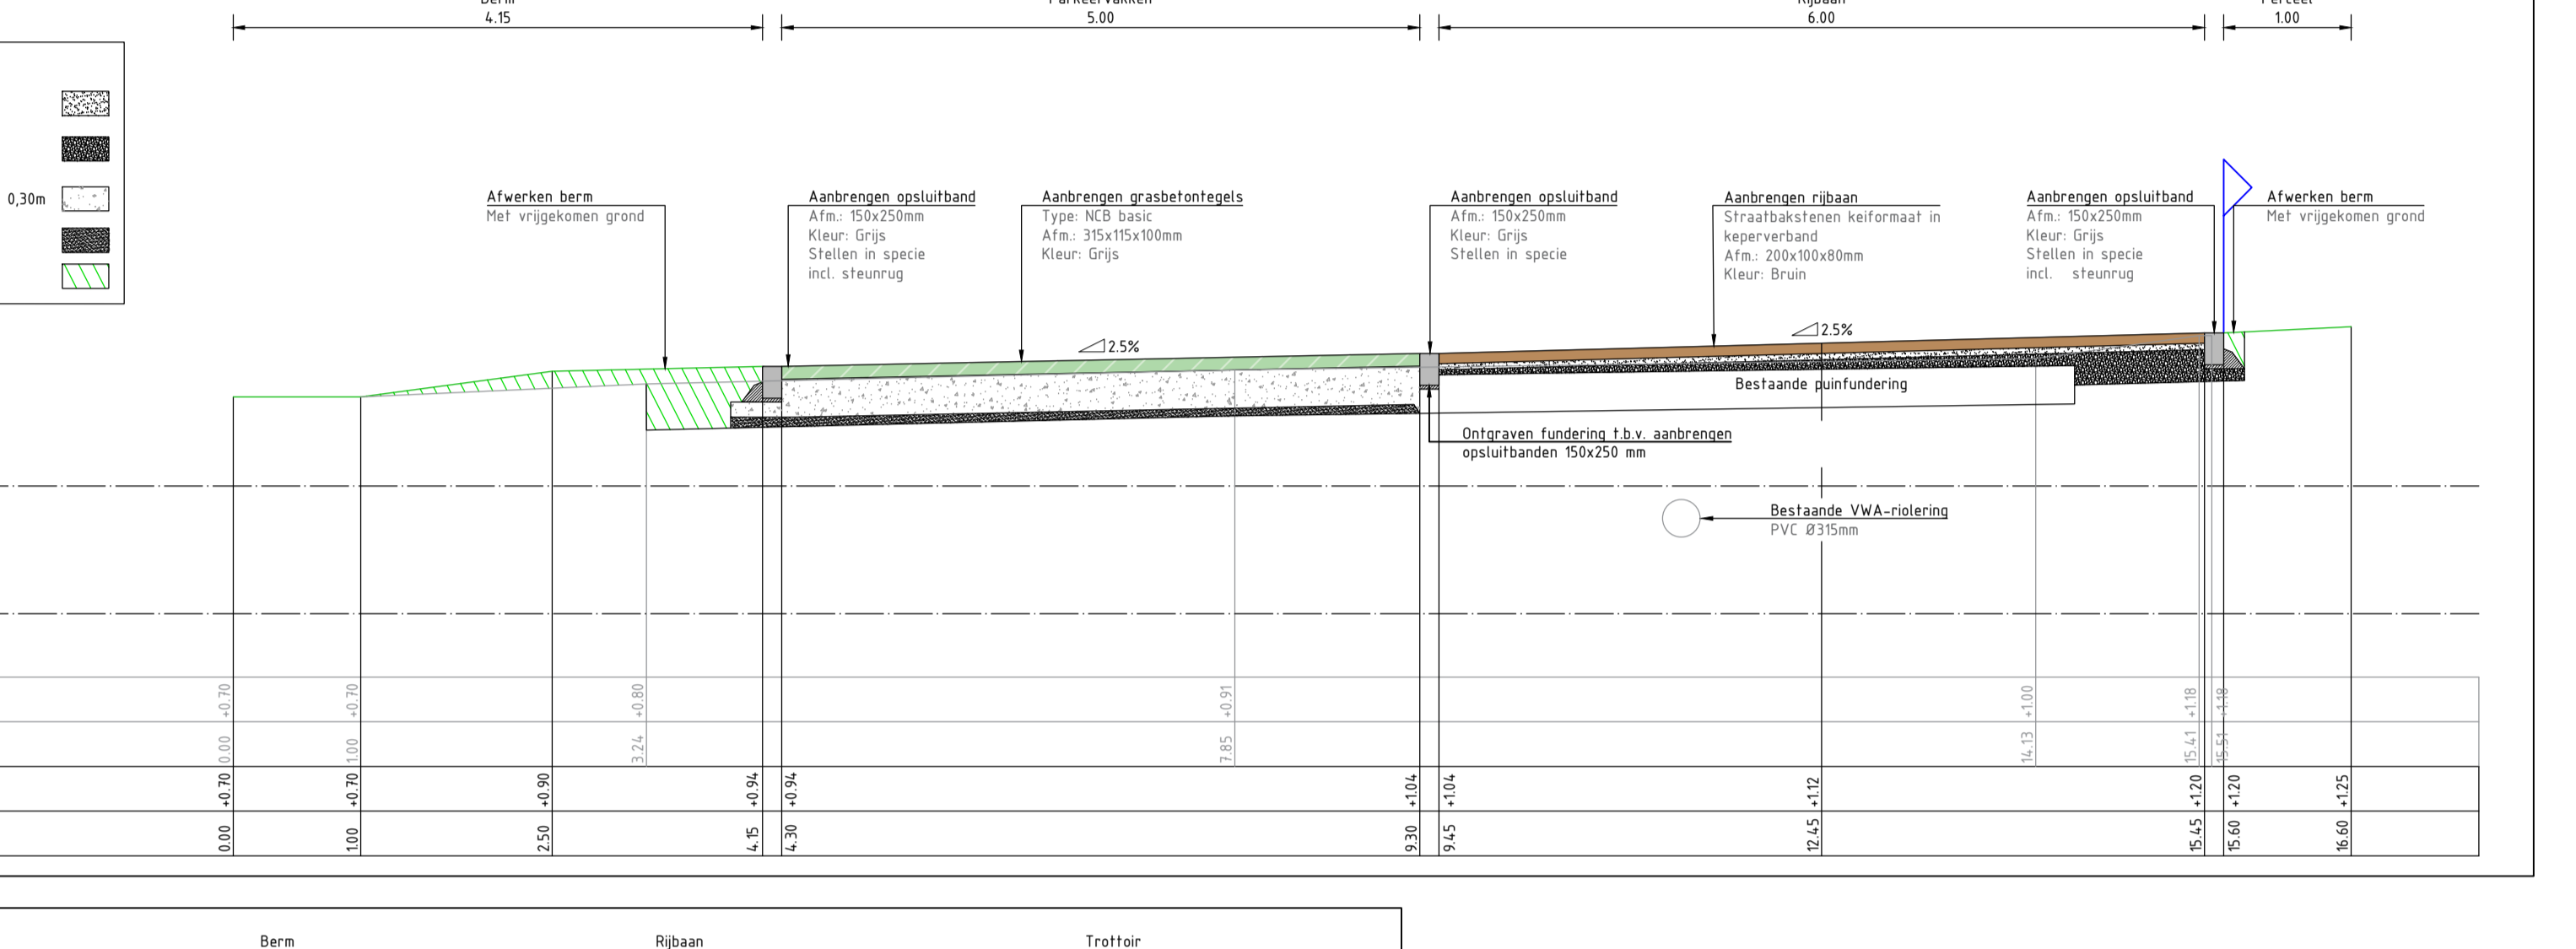 Berm
4.15
Parkeervakken
5.00
Rijbaan
6.00
Perceel
1.00
0,30m
Afwerken berm
Met vrijgekomen grond
Aanbrengen opsluitband
Afm.: 150x250mm
Kleur: Grijs
Stellen in specie
incl. steunrug
Aanbrengen grasbetontegels
Type: NCB basic
Afm.: 315x115x100mm
Kleur: Grijs
Aanbrengen opsluitband
Afm.: 150x250mm
Kleur: Grijs
Stellen in specie
Aanbrengen rijbaan
Straatbakstenen keiformaat in
keperverband
Afm.: 200x100x80mm
Kleur: Bruin
Aanbrengen opsluitband
Afm.: 150x250mm
Kleur: Grijs
Stellen in specie
incl. steunrug
Afwerken berm
Met vrijgekomen grond
2.5%
2.5%
Bestaande puinfundering
Ontgraven fundering t.b.v. aanbrengen
opsluitbanden 150x250 mm
Bestaande VWA-riolering
PVC Ø315mm
+0.70
+0.70
+0.80
+0.91
+1.00
+1.18
+1.18
0.00
1.00
3.24
7.85
14.13
15.41
15.51
+0.70
+0.70
+0.90
+0.94
+0.94
+1.04
+1.04
+1.12
+1.20
+1.20
+1.25
0.00
1.00
2.50
4.15
4.30
9.30
9.45
12.45
15.45
15.60
16.60
Berm
Rijbaan
Trottoir